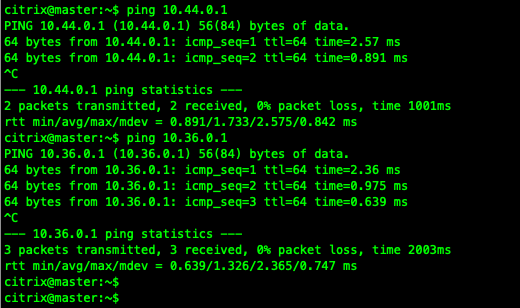 citrix@master:~$ ping 10.44.0.1
PING 10.44.0.1 (10.44.0.1) 56(84) bytes of data.
64 bytes from 10.44.0.1: icmp_seq=1 ttl=64 time=2.57 ms
64 bytes from 10.44.0.1: icmp_seq=2 ttl=64 time=0.891 ms
^C
--- 10.44.0.1 ping statistics ---
2 packets transmitted, 2 received, 0% packet loss, time 1001ms
rtt min/avg/max/mdev = 0.891/1.733/2.575/0.842 ms
citrix@master:~$ ping 10.36.0.1
PING 10.36.0.1 (10.36.0.1) 56(84) bytes of data.
64 bytes from 10.36.0.1: icmp_seq=1 ttl=64 time=2.36 ms
64 bytes from 10.36.0.1: icmp_seq=2 ttl=64 time=0.975 ms
64 bytes from 10.36.0.1: icmp_seq=3 ttl=64 time=0.639 ms
^C
--- 10.36.0.1 ping statistics ---
3 packets transmitted, 3 received, 0% packet loss, time 2003ms
rtt min/avg/max/mdev = 0.639/1.326/2.365/0.747 ms
citrix@master:~$
citrix@master:~$